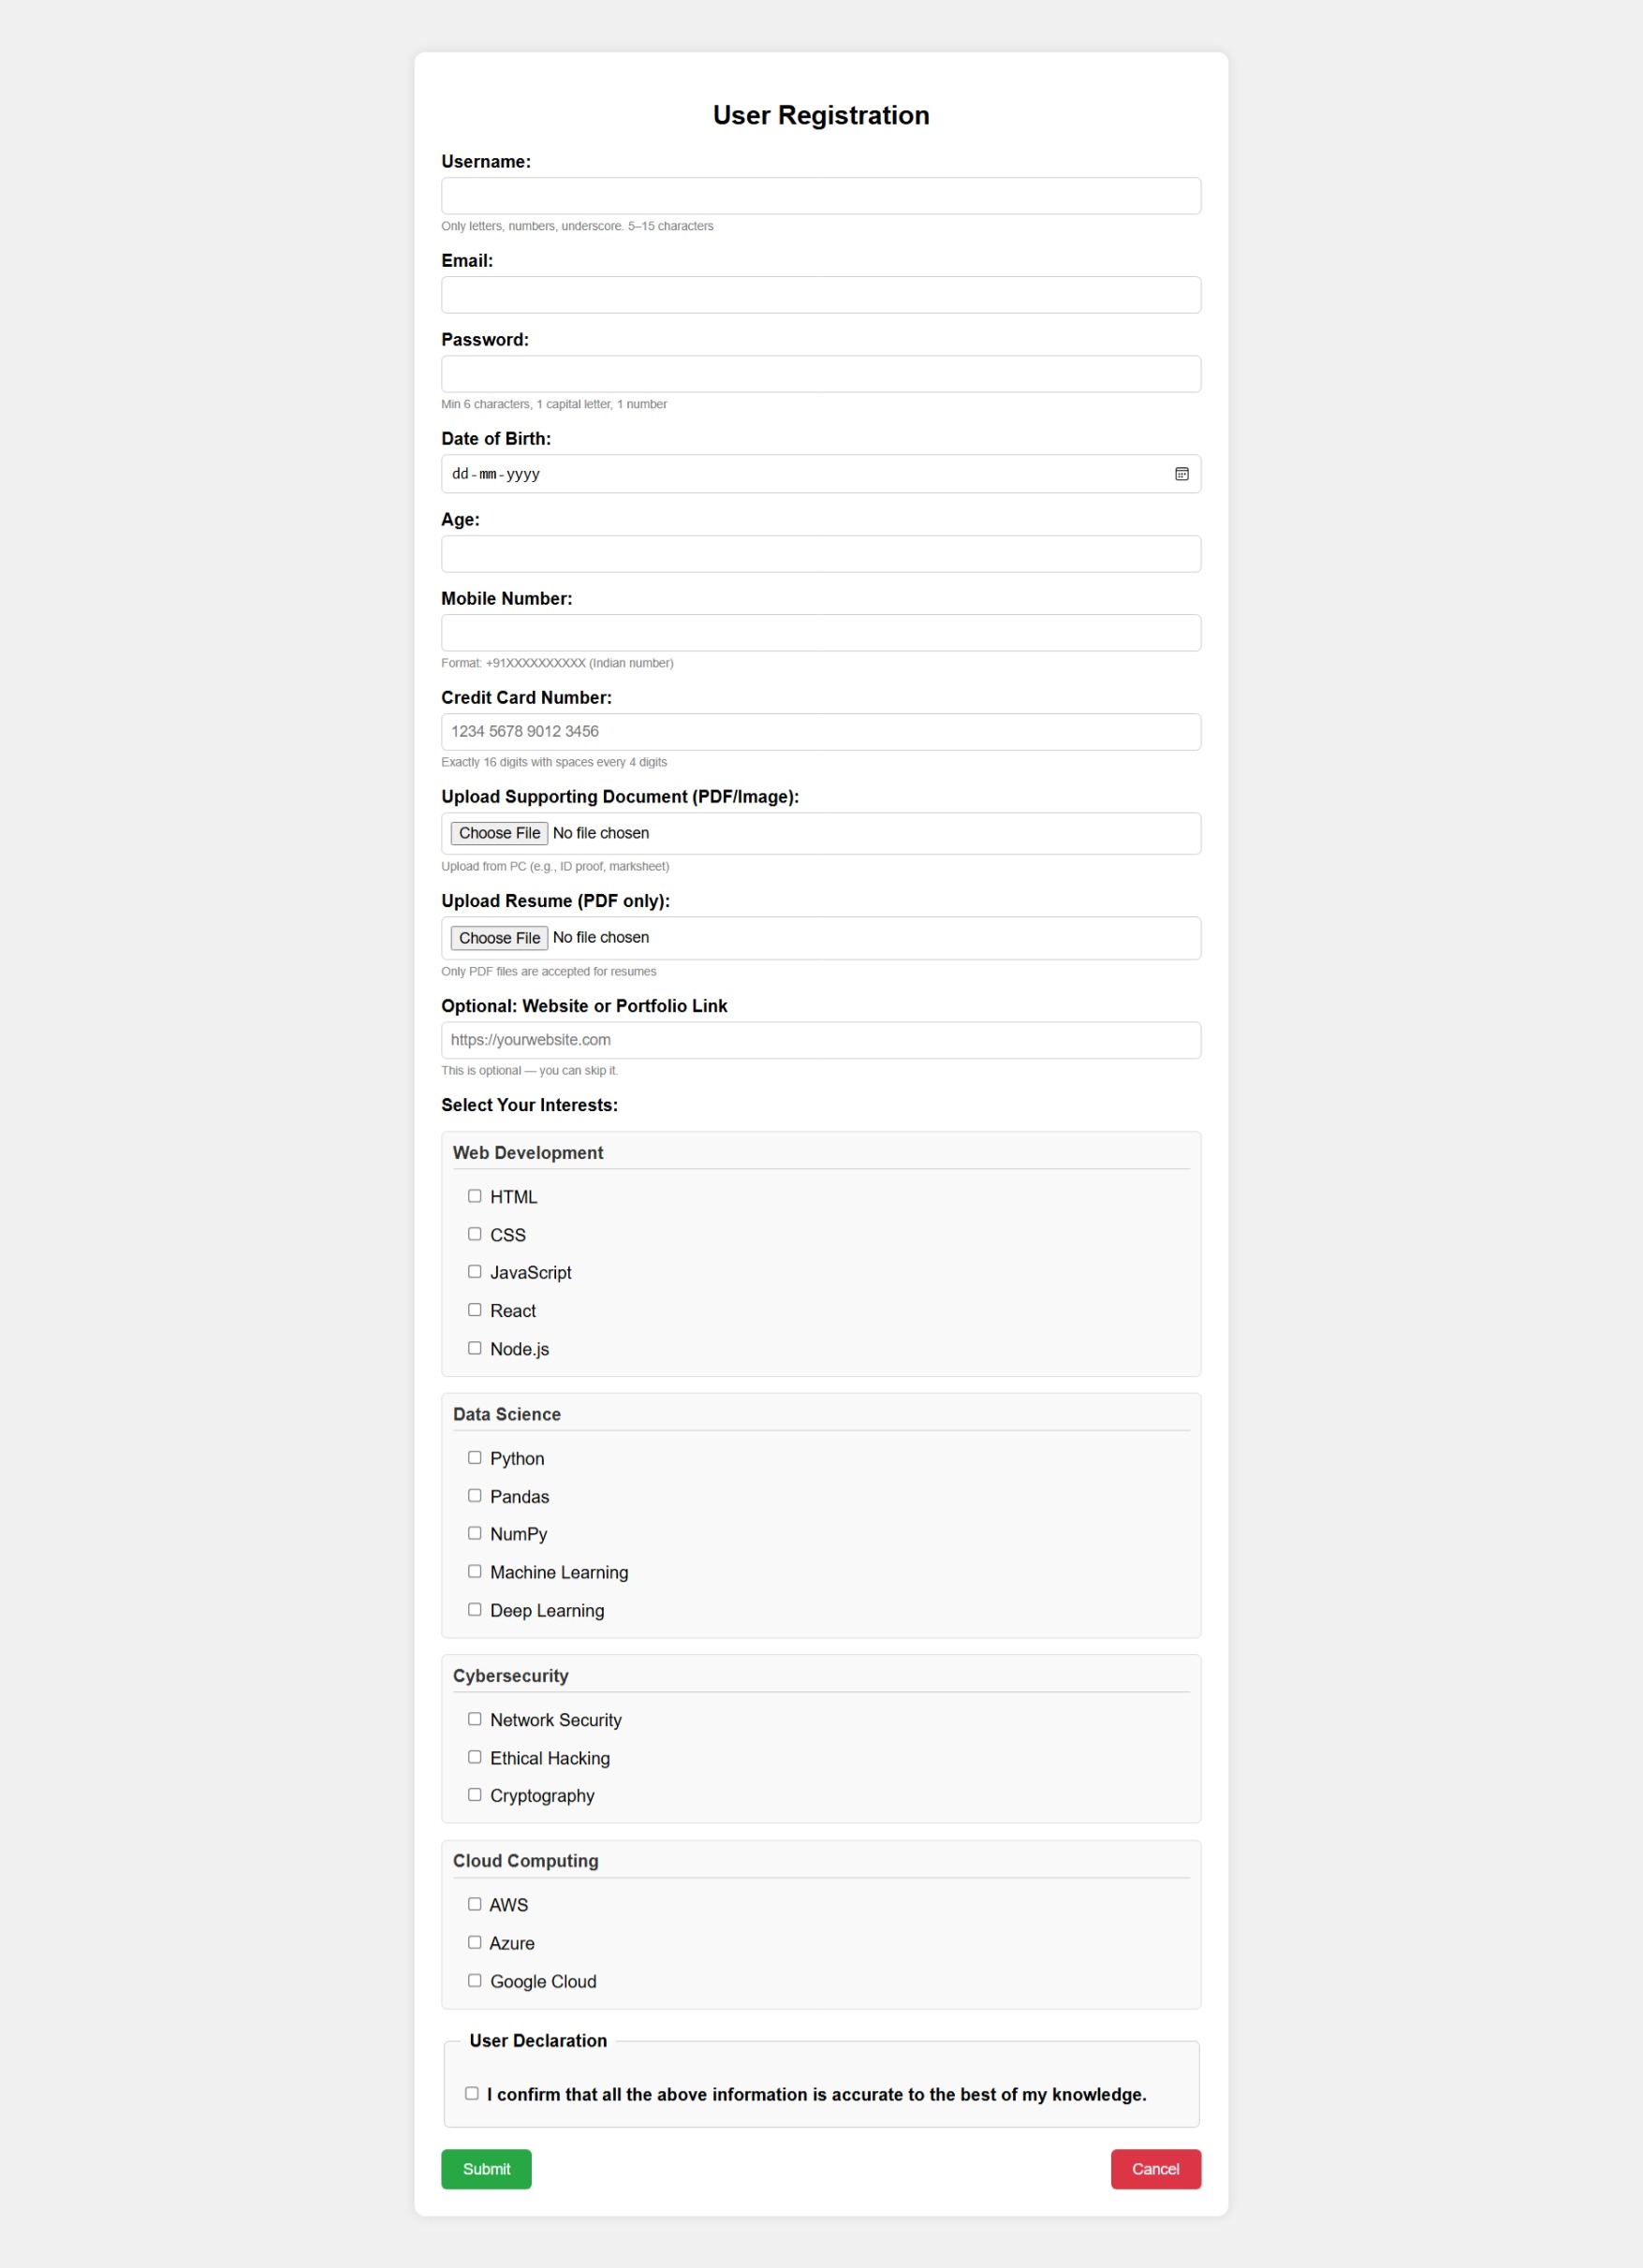 User Registration
Username:
Only letters, numbers, underscore. 5–15 characters
Email:
Password:
Min 6 characters, 1 capital letter, 1 number
Date of Birth:
dd-mm-yyyy
Age:
Mobile Number:
Format: +91XXXXXXXXXX (Indian number)
Credit Card Number:
1234 5678 9012 3456
Exactly 16 digits with spaces every 4 digits
Upload Supporting Document (PDF/Image):
Choose File No file chosen
Upload from PC (e.g., ID proof, marksheet)
Upload Resume (PDF only):
Choose File No file chosen
Only PDF files are accepted for resumes
Optional: Website or Portfolio Link
https://yourwebsite.com
This is optional — you can skip it.
Select Your Interests:
Web Development
HTML
CSS
JavaScript
React
Node.js
Data Science
Python
Pandas
NumPy
Machine Learning
Deep Learning
Cybersecurity
Network Security
Ethical Hacking
Cryptography
Cloud Computing
AWS
Azure
Google Cloud
User Declaration
I confirm that all the above information is accurate to the best of my knowledge.
Submit Cancel